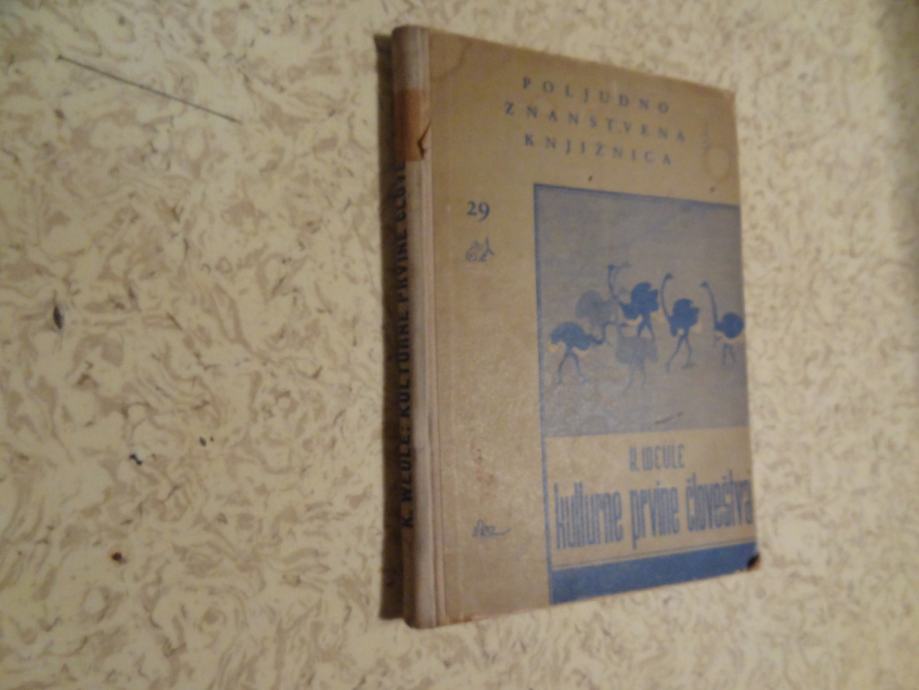 POLJUDNO
ZNANSTVENA
KNJIŽNICA
29
K. WEULE
kulturne prvine človeštva
K. WEULE: KULTURNE PRVINE ČLOVE